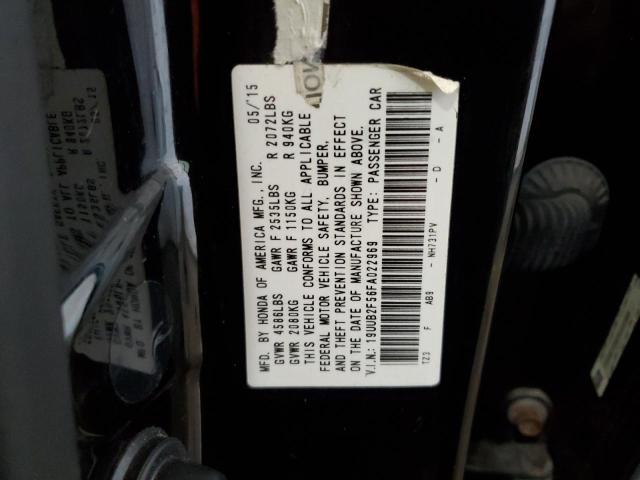 MFD. BY HONDA OF AMERICA MFG., INC. 05/'15
GVWR 4586LBS GAWR F 2535LBS R 2072LBS
GVWR 2080KG GAWR F 1150KG R 940KG
THIS VEHICLE CONFORMS TO ALL APPLICABLE
FEDERAL MOTOR VEHICLE SAFETY, BUMPER,
AND THEFT PREVENTION STANDARDS IN EFFECT
ON THE DATE OF MANUFACTURE SHOWN ABOVE.
V.I.N.: 19UUB2F56FA022969 TYPE: PASSENGER CAR
TZ3 F AB9 - NH731PV - D - A